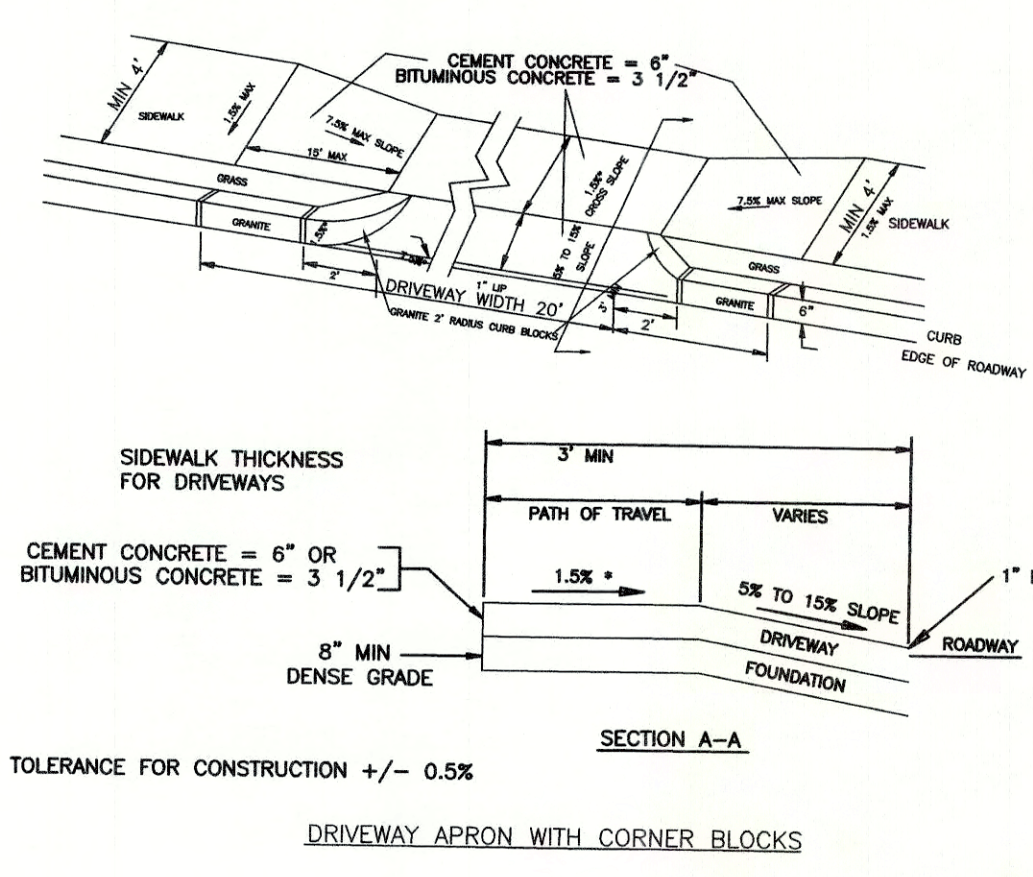 CEMENT CONCRETE = 6"
BITUMINOUS CONCRETE = 3 1/2"
MIN 4'
SIDEWALK
1.5% MAX
7.5% MAX SLOPE
15' MAX
GRASS
GRANITE
1.5%*
2'
1" LIP
DRIVEWAY WIDTH 20'
GRANITE 2' RADIUS CURB BLOCKS
1.5%*
CROSS SLOPE
5% TO 15%
SLOPE
7.5% MAX SLOPE
MIN 4'
1.5% MAX
SIDEWALK
GRASS
GRANITE
2'
6"
CURB
EDGE OF ROADWAY
SIDEWALK THICKNESS
FOR DRIVEWAYS
3' MIN
PATH OF TRAVEL
VARIES
CEMENT CONCRETE = 6" OR
BITUMINOUS CONCRETE = 3 1/2"
1.5% *
5% TO 15% SLOPE
1"
DRIVEWAY
ROADWAY
8" MIN
DENSE GRADE
FOUNDATION
SECTION A-A
TOLERANCE FOR CONSTRUCTION +/- 0.5%
DRIVEWAY APRON WITH CORNER BLOCKS